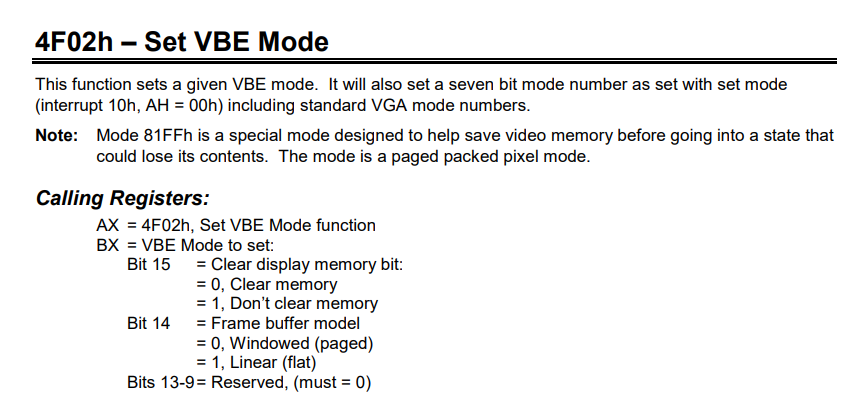 4F02h – Set VBE Mode
This function sets a given VBE mode.  It will also set a seven bit mode number as set with set mode
(interrupt 10h, AH = 00h) including standard VGA mode numbers.
Note:   Mode 81FFh is a special mode designed to help save video memory before going into a state that
could lose its contents.  The mode is a paged packed pixel mode.
Calling Registers:
AX  = 4F02h, Set VBE Mode function
BX  = VBE Mode to set:
Bit 15   = Clear display memory bit:
= 0, Clear memory
= 1, Don’t clear memory
Bit 14   = Frame buffer model
= 0, Windowed (paged)
= 1, Linear (flat)
Bits 13-9= Reserved, (must = 0)